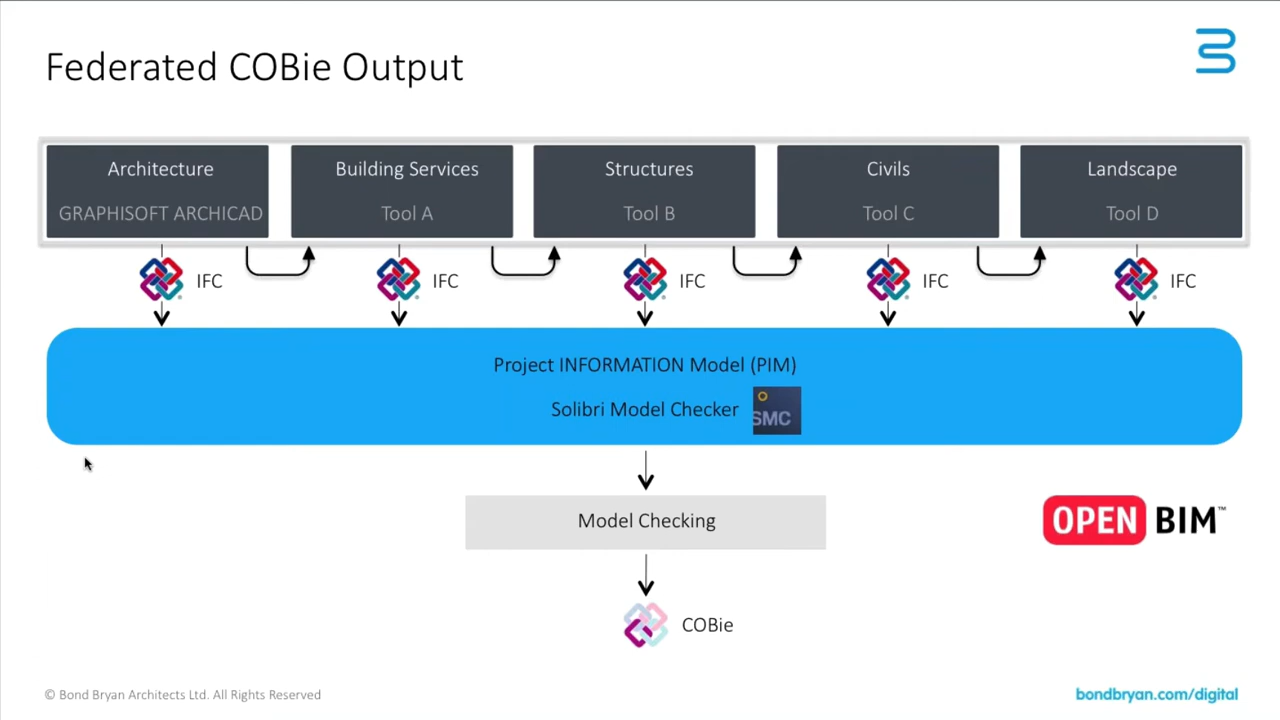 Federated COBie Output
Architecture
GRAPHISOFT ARCHICAD
Building Services
Tool A
Structures
Tool B
Civils
Tool C
Landscape
Tool D
IFC
IFC
IFC
IFC
IFC
Project INFORMATION Model (PIM)
Solibri Model Checker
SMC
Model Checking
OPEN BIM™
COBie
© Bond Bryan Architects Ltd. All Rights Reserved
bondbryan.com/digital